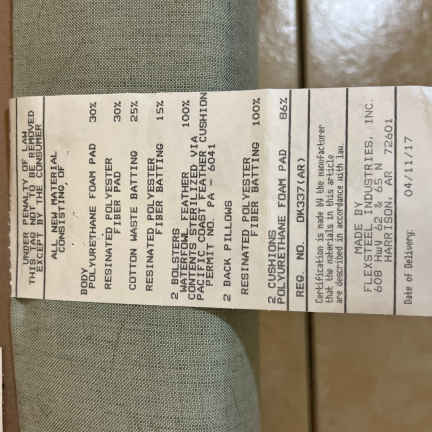 UNDER PENALTY OF LAW
THIS TAG NOT TO BE REMOVED
EXCEPT BY THE CONSUMER
ALL NEW MATERIAL
CONSISTING OF
BODY
POLYURETHANE FOAM PAD 30%
RESINATED POLYESTER
FIBER PAD 30%
COTTON WASTE BATTING 25%
RESINATED POLYESTER
FIBER BATTING 15%
2 BOLSTERS
WATERFOWL FEATHER 100%
CONTENTS STERILIZED VIA
PACIFIC COAST FEATHER CUSHION
PERMIT NO. PA - 6041
2 BACK PILLOWS
RESINATED POLYESTER
FIBER BATTING 100%
2 CUSHIONS
POLYURETHANE FOAM PAD 86%
REG. NO. DK337(AR)
Certification is made by the manufacturer
that the materials in this article
are described in accordance with law.
MADE BY
FLEXSTEEL INDUSTRIES, INC.
HARRISON, AR 72601
Date of Delivery: 04/11/17